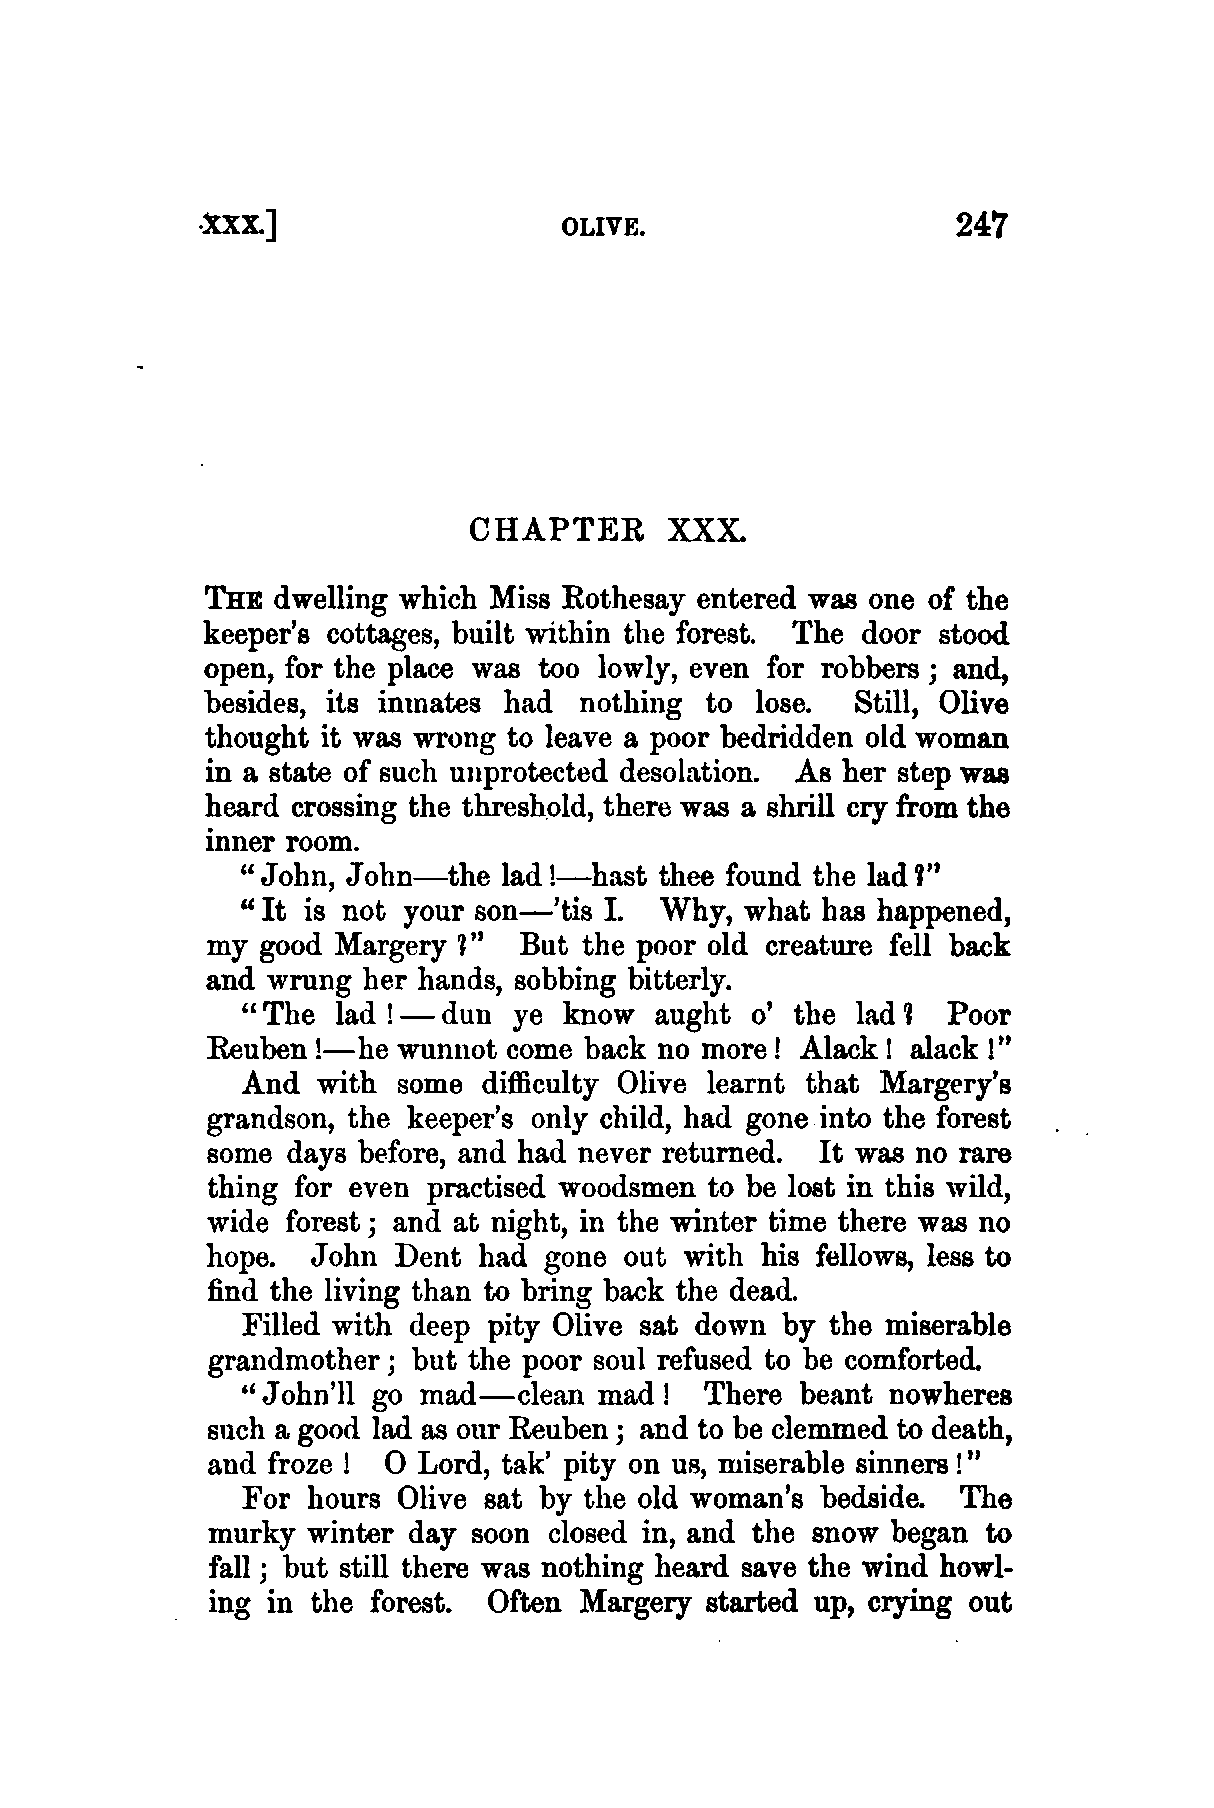 XXX.] OLIVE. 247
CHAPTER XXX.
THE dwelling which Miss Rothesay entered was one of the
keeper's cottages, built within the forest. The door stood
open, for the place was too lowly, even for robbers; and,
besides, its inmates had nothing to lose. Still, Olive
thought it was wrong to leave a poor bedridden old woman
in a state of such unprotected desolation. As her step was
heard crossing the threshold, there was a shrill cry from the
inner room.
"John, John—the lad!—hast thee found the lad?"
"It is not your son—'tis I. Why, what has happened,
my good Margery?" But the poor old creature fell back
and wrung her hands, sobbing bitterly.
"The lad!—dun ye know aught o' the lad? Poor
Reuben!—he wunnot come back no more! Alack! alack!"
And with some difficulty Olive learnt that Margery's
grandson, the keeper's only child, had gone into the forest
some days before, and had never returned. It was no rare
thing for even practised woodsmen to be lost in this wild,
wide forest; and at night, in the winter time there was no
hope. John Dent had gone out with his fellows, less to
find the living than to bring back the dead.
Filled with deep pity Olive sat down by the miserable
grandmother; but the poor soul refused to be comforted.
"John'll go mad—clean mad! There beant nowheres
such a good lad as our Reuben; and to be clemmed to death,
and froze! O Lord, tak' pity on us, miserable sinners!"
For hours Olive sat by the old woman's bedside. The
murky winter day soon closed in, and the snow began to
fall; but still there was nothing heard save the wind howl-
ing in the forest. Often Margery started up, crying out